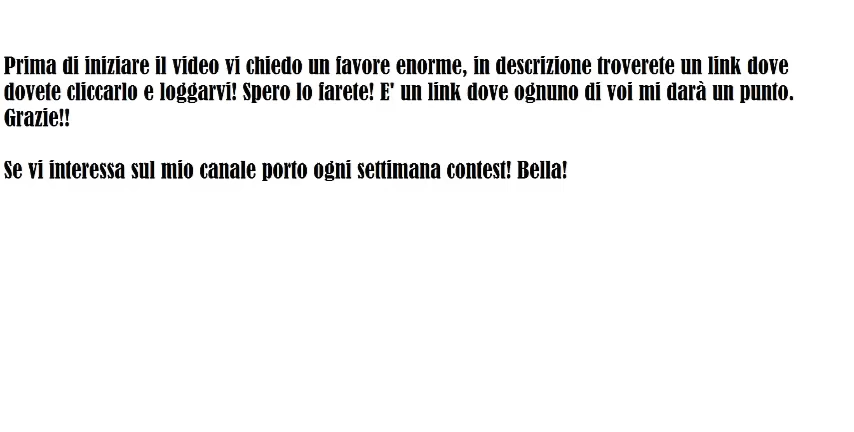 Prima di iniziare il video vi chiedo un favore enorme, in descrizione troverete un link dove
dovete cliccarlo e loggarvi! Spero lo farete! E' un link dove ognuno di voi mi darà un punto.
Grazie!!
Se vi interessa sul mio canale porto ogni settimana contest! Bella!